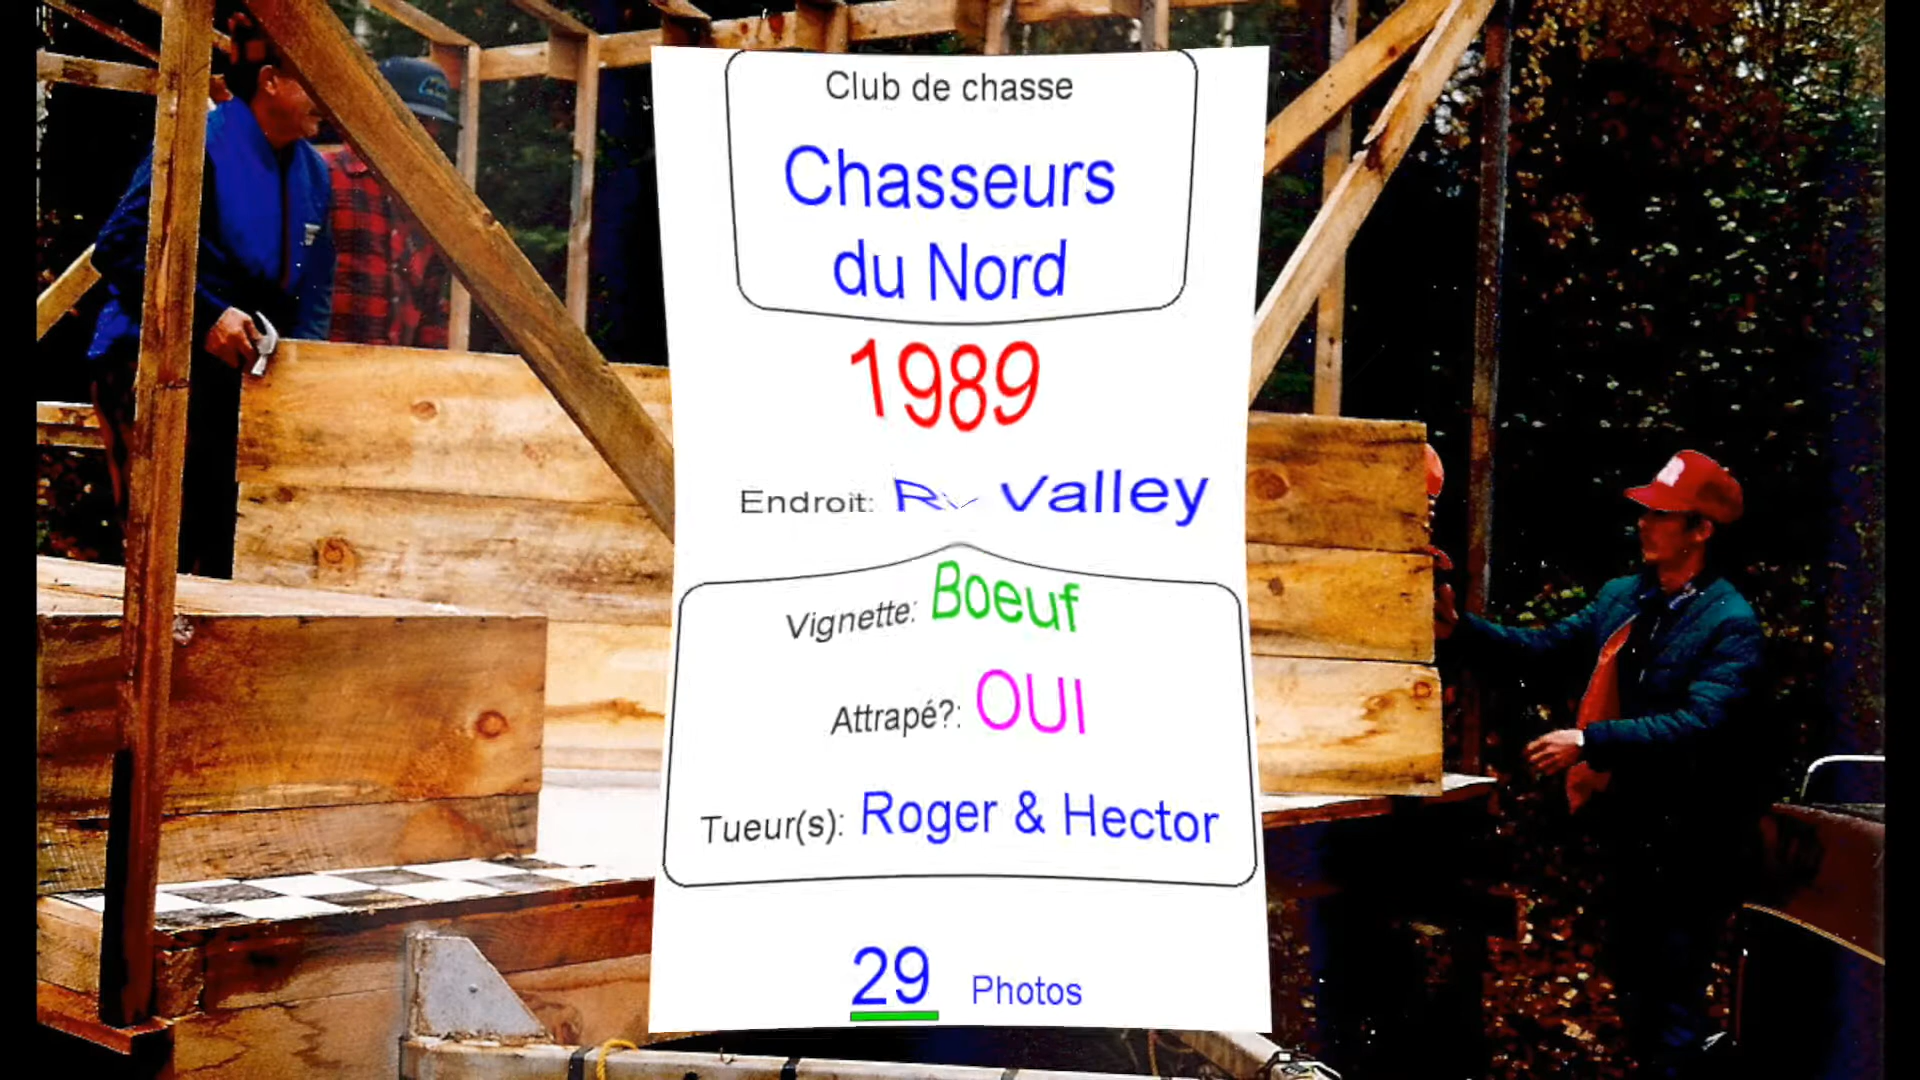 Club de chasse
Chasseurs
du Nord
1989
Endroit: Valley
Vignette: Boeuf
Attrapé?: OUI
Tueur(s): Roger & Hector
29 Photos